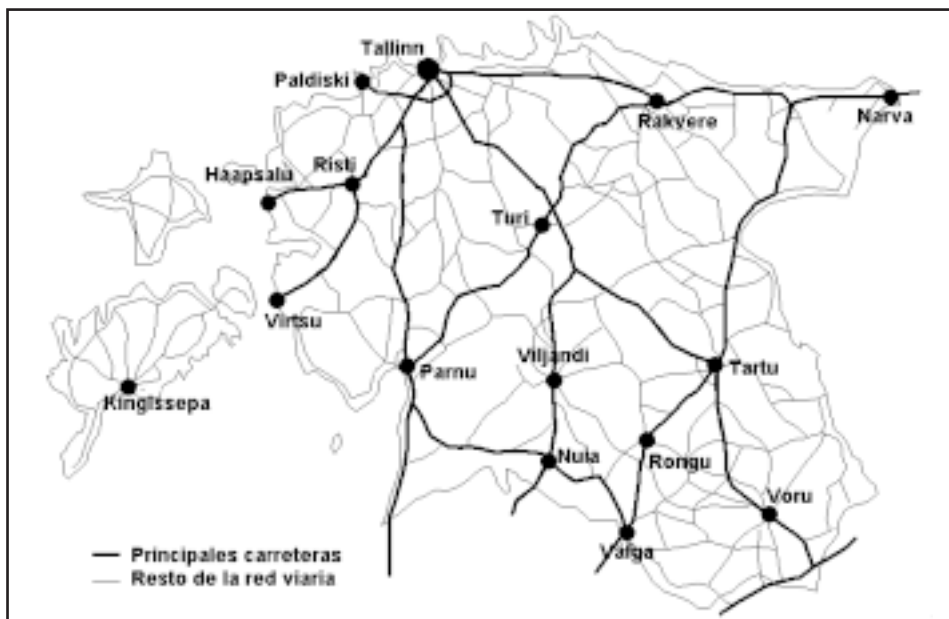 Tallinn
Paldiski
Rakvere
Narva
Haapsalu
Risti
Turi
Virtsu
Parnu
Viljandi
Tartu
Kingissepa
Nuia
Rongu
Voru
Valga
Principales carreteras
Resto de la red viaria